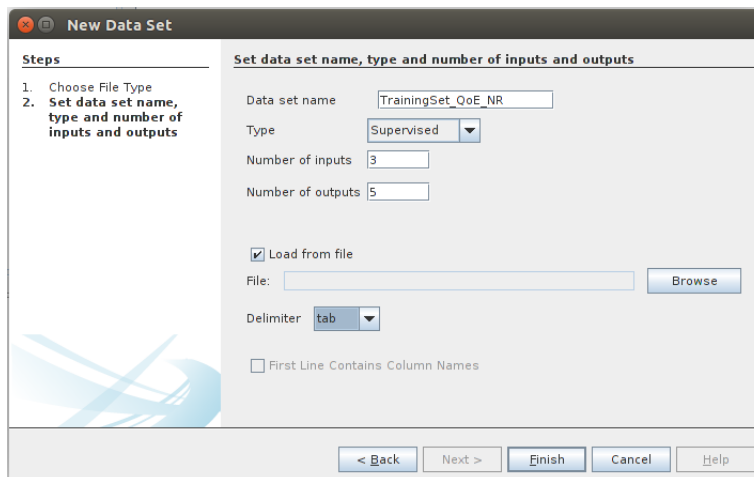 New Data Set
Steps
1. Choose File Type
2. Set data set name,
type and number of
inputs and outputs
Set data set name, type and number of inputs and outputs
Data set name TrainingSet_QoE_NR
Type Supervised
Number of inputs 3
Number of outputs 5
Load from file
File: Browse
Delimiter tab
First Line Contains Column Names
< Back Next > Finish Cancel Help